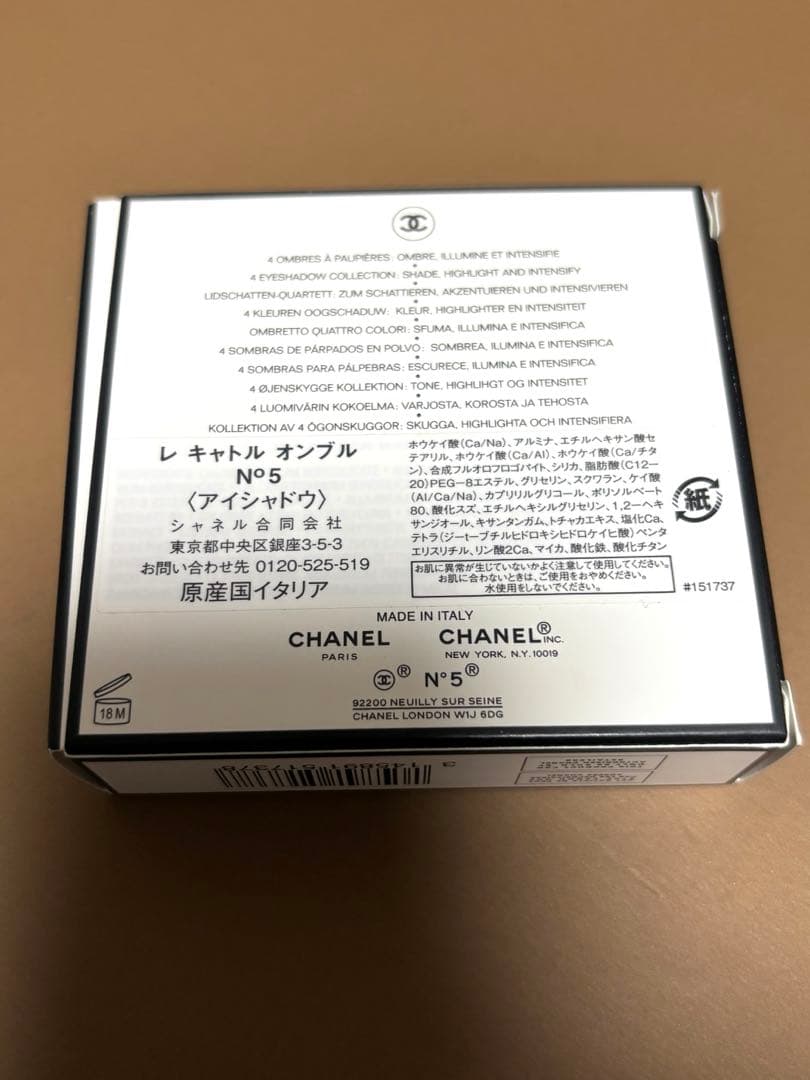 4 OMBRES À PAUPIÈRES: OMBRE, ILLUMINE ET INTENSIFIE
4 EYESHADOW COLLECTION: SHADE, HIGHLIGHT AND INTENSIFY
LIDSCHATTEN-QUARTETT: ZUM SCHATTIEREN, AKZENTUIEREN UND INTENSIVIEREN
4 KLEUREN OOGSCHADUW: KLEUR, HIGHLIGHTER EN INTENSITEIT
OMBRETTO QUATTRO COLORI: SFUMA, ILLUMINA E INTENSIFICA
4 SOMBRAS DE PÁRPADOS EN POLVO: SOMBREA, ILUMINA E INTENSIFICA
4 SOMBRAS PARA PÁLPEBRAS: ESCURECE, ILUMINA E INTENSIFICA
4 ØJENSKYGGE KOLLEKTION: TONE, HIGHLIHGT OG INTENSITET
4 LUOMIVÄRIN KOKOELMA: VARJOSTA, KOROSTA JA TEHOSTA
KOLLEKTION AV 4 ÖGONSKUGGOR: SKUGGA, HIGHLIGHTA OCH INTENSIFIERA
レ キャトル オンブル
Nº5
〈アイシャドウ〉
シャネル合同会社
東京都中央区銀座3-5-3
お問い合わせ先 0120-525-519
原産国イタリア
ホウケイ酸(Ca/Na)、アルミナ、エチルヘキサン酸セ
テアリル、ホウケイ酸(Ca/Al)、ホウケイ酸(Ca/チタ
ン)、合成フルオロフロゴパイト、シリカ、脂肪酸(C12-
20)PEG-8エステル、グリセリン、スクワラン、ケイ酸
(Al/Ca/Na)、カプリリルグリコール、ポリソルベート
80、酸化スズ、エチルヘキシルグリセリン、1,2-ヘキ
サンジオール、キサンタンガム、トチャカエキス、塩化Ca、
テトラ(ジ-t-ブチルヒドロキシヒドロケイヒ酸)ペンタ
エリスリチル、リン酸2Ca、マイカ、酸化鉄、酸化チタン
お肌に異常が生じていないかよく注意して使用してください。
お肌に合わないときは、ご使用をおやめください。
水使用をしないでください。
紙
#151737
MADE IN ITALY
CHANEL
PARIS
CHANEL® INC.
NEW YORK, N.Y. 10019
® N°5®
92200 NEUILLY SUR SEINE
CHANEL LONDON W1J 6DG
18 M
3 145891 517378